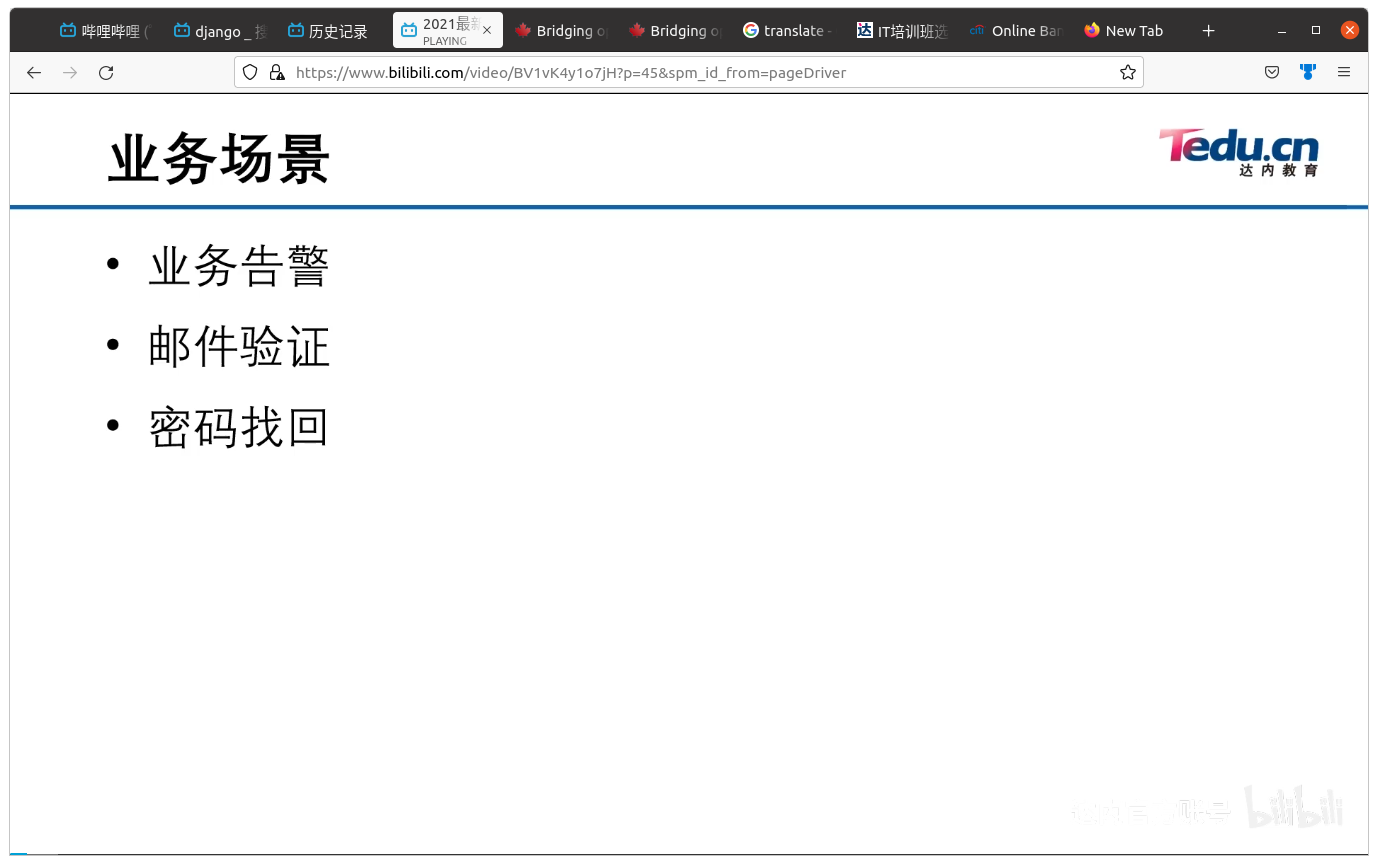 哔哩哔哩 (
django _ 搜
历史记录
2021最新
PLAYING
Bridging o
Bridging o
translate -
达
IT培训班选
citi
Online Ban
New Tab
https://www.bilibili.com/video/BV1vK4y1o7jH?p=45&spm_id_from=pageDriver
业务场景
Tedu.cn
达内教育
• 业务告警
• 邮件验证
• 密码找回
bilibili